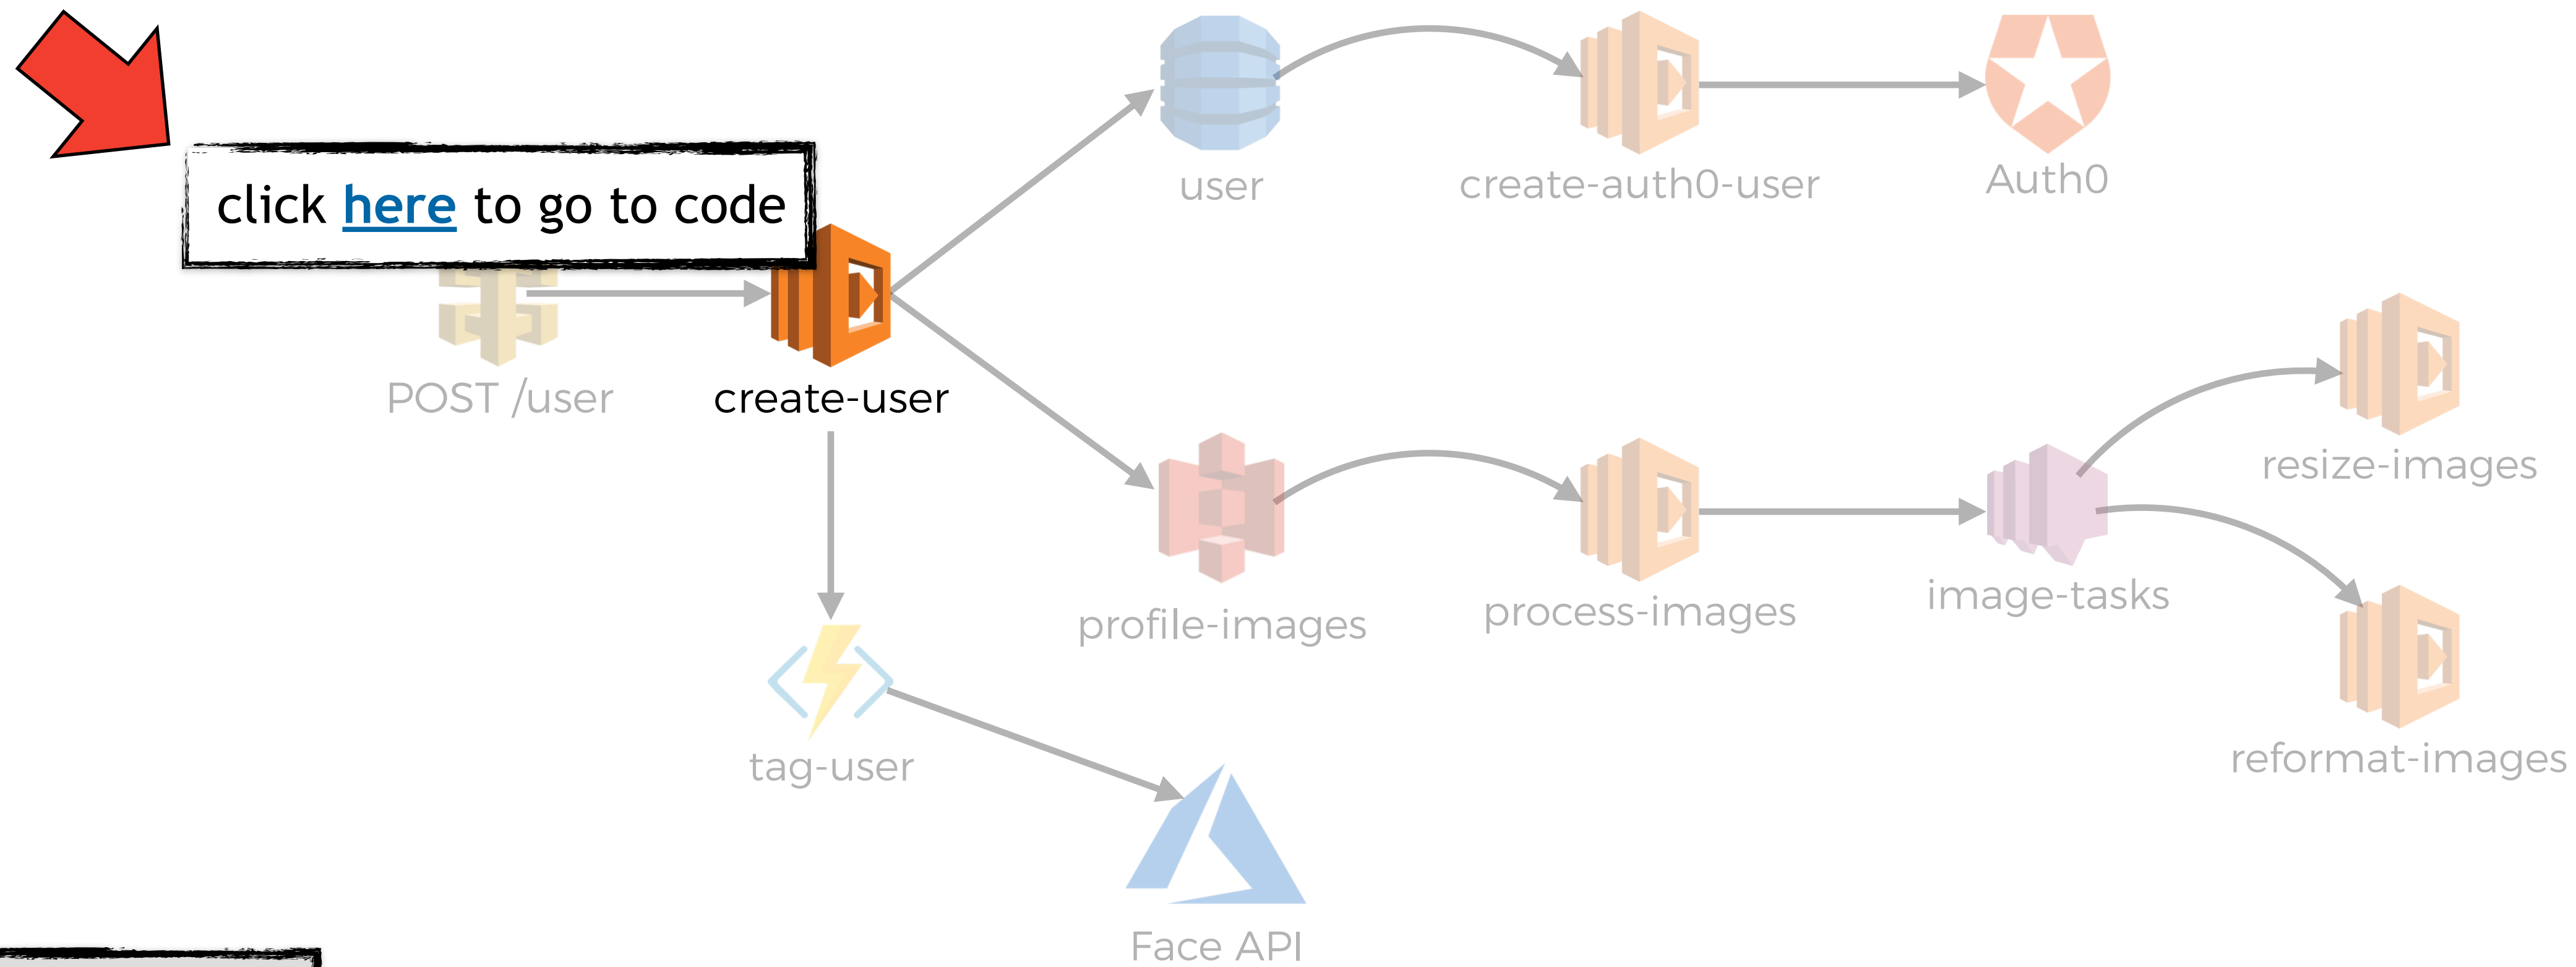 click here to go to code
user
create-auth0-user
Auth0
POST /user
create-user
resize-images
profile-images
process-images
image-tasks
tag-user
reformat-images
Face API